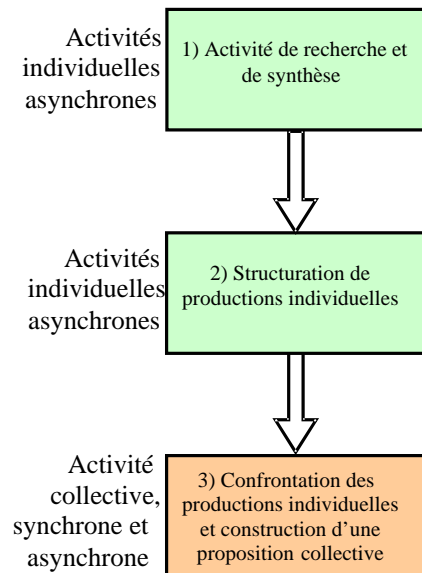 Activités
individuelles
asynchrones
1) Activité de recherche et
de synthèse
Activités
individuelles
asynchrones
2) Structuration de
productions individuelles
Activité
collective,
synchrone et
asynchrone
3) Confrontation des
productions individuelles
et construction d’une
proposition collective